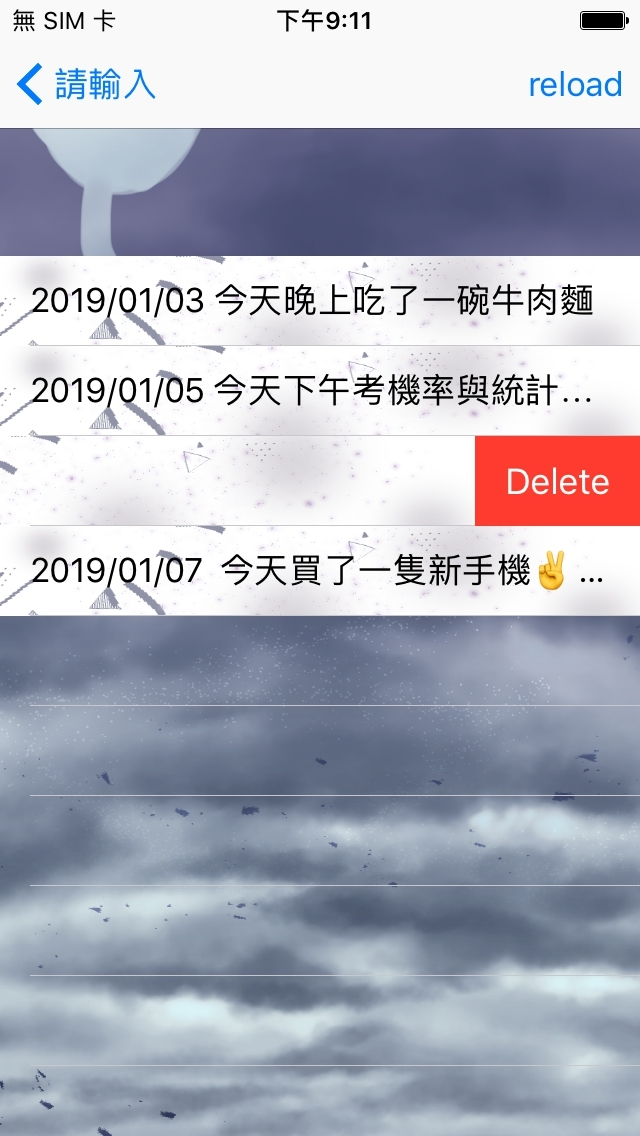 無 SIM 卡 下午9:11
請輸入 reload
2019/01/03 今天晚上吃了一碗牛肉麵
2019/01/05 今天下午考機率與統計…
Delete
2019/01/07 今天買了一隻新手機✌️ ...